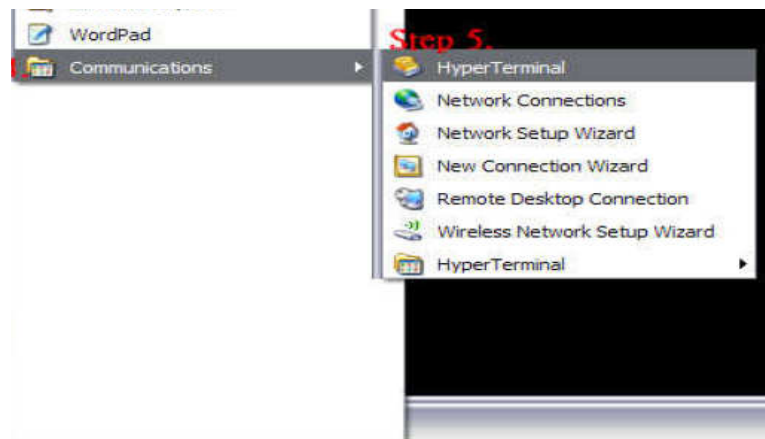 WordPad
Step 5.
Communications
HyperTerminal
Network Connections
Network Setup Wizard
New Connection Wizard
Remote Desktop Connection
Wireless Network Setup Wizard
HyperTerminal